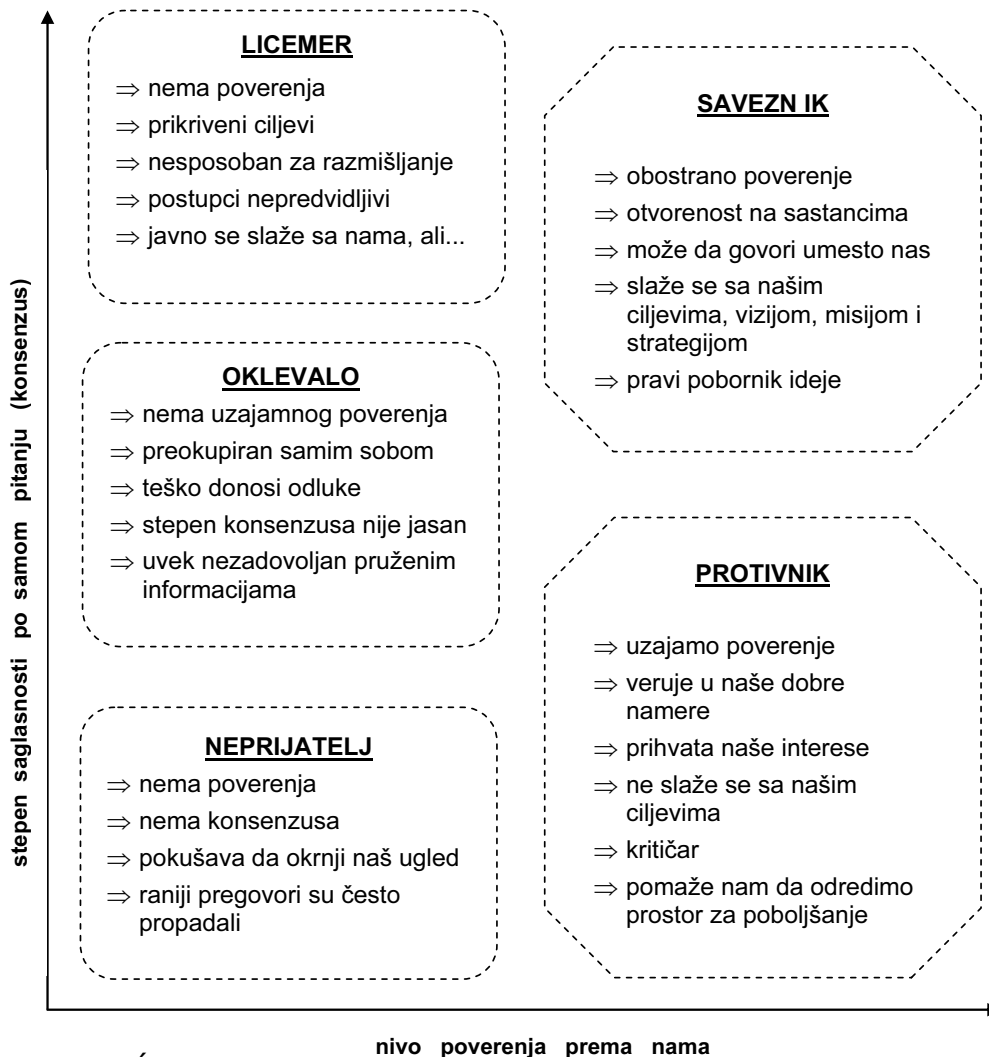 LICEMER
⇒ nema poverenja
⇒ prikriveni ciljevi
⇒ nesposoban za razmišljanje
⇒ postupci nepredvidljivi
⇒ javno se slaže sa nama, ali...
SAVEZN IK
⇒ obostrano poverenje
⇒ otvorenost na sastancima
⇒ može da govori umesto nas
⇒ slaže se sa našim
ciljevima, vizijom, misijom i
strategijom
⇒ pravi pobornik ideje
OKLEVALO
⇒ nema uzajamnog poverenja
⇒ preokupiran samim sobom
⇒ teško donosi odluke
⇒ stepen konsenzusa nije jasan
⇒ uvek nezadovoljan pruženim
informacijama
PROTIVNIK
⇒ uzajamo poverenje
⇒ veruje u naše dobre
namere
⇒ prihvata naše interese
⇒ ne slaže se sa našim
ciljevima
⇒ kritičar
⇒ pomaže nam da odredimo
prostor za poboljšanje
NEPRIJATELJ
⇒ nema poverenja
⇒ nema konsenzusa
⇒ pokušava da okrnji naš ugled
⇒ raniji pregovori su često
propadali
stepen saglasnosti po samom pitanju (konsenzus)
nivo poverenja prema nama